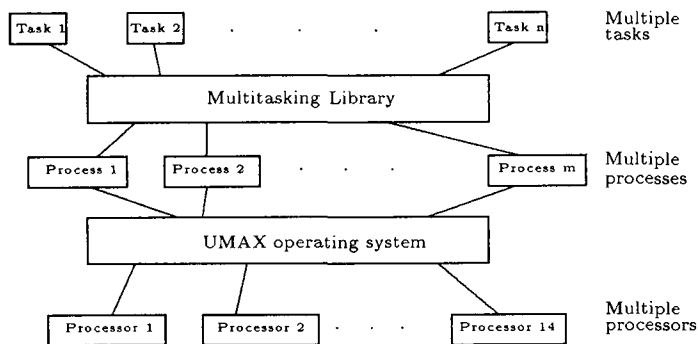 Task 1 Task 2 . . . Task n Multiple
tasks
Multitasking Library
Process 1 Process 2 . . . Process m Multiple
processes
UMAX operating system
Processor 1 Processor 2 . . . Processor 14 Multiple
processors